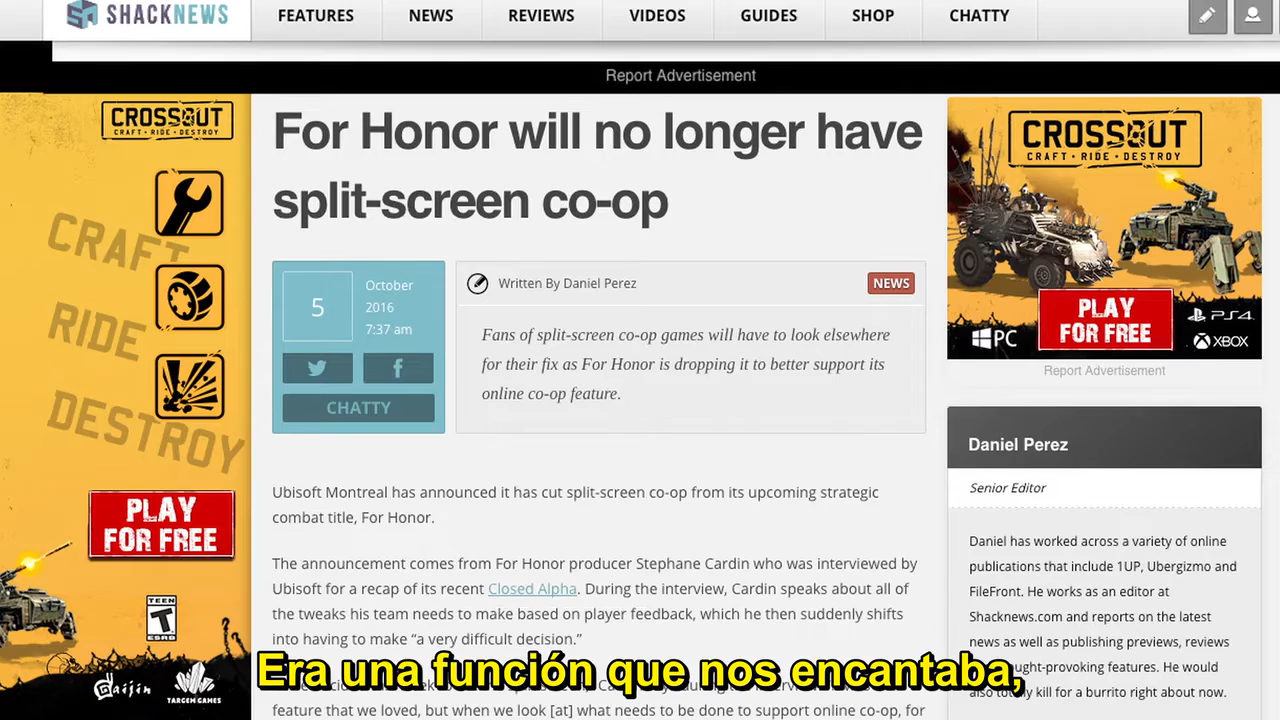 SHACKNEWS
FEATURES
NEWS
REVIEWS
VIDEOS
GUIDES
SHOP
CHATTY
Report Advertisement
CROSSOUT
CRAFT • RIDE • DESTROY
CRAFT
RIDE
DESTROY
PLAY
FOR FREE
TEEN
ESRB
Gaijin
TARGEM GAMES
For Honor will no longer have
split-screen co-op
5
October
2016
7:37 am
CHATTY
Written By Daniel Perez
NEWS
Fans of split-screen co-op games will have to look elsewhere
for their fix as For Honor is dropping it to better support its
online co-op feature.
Ubisoft Montreal has announced it has cut split-screen co-op from its upcoming strategic
combat title, For Honor.
The announcement comes from For Honor producer Stephane Cardin who was interviewed by
Ubisoft for a recap of its recent Closed Alpha. During the interview, Cardin speaks about all of
the tweaks his team needs to make based on player feedback, which he then suddenly shifts
into having to make “a very difficult decision.”
feature that we loved, but when we look [at] what needs to be done to support online co-op, for
CROSSOUT
CRAFT • RIDE • DESTROY
PLAY
FOR FREE
PC
PS4
XBOX
Report Advertisement
Daniel Perez
Senior Editor
Daniel has worked across a variety of online
publications that include 1UP, Ubergizmo and
FileFront. He works as an editor at
Shacknews.com and reports on the latest
news as well as publishing previews, reviews
ught-provoking features. He would
also totally kill for a burrito right about now.
Era una función que nos encantaba,